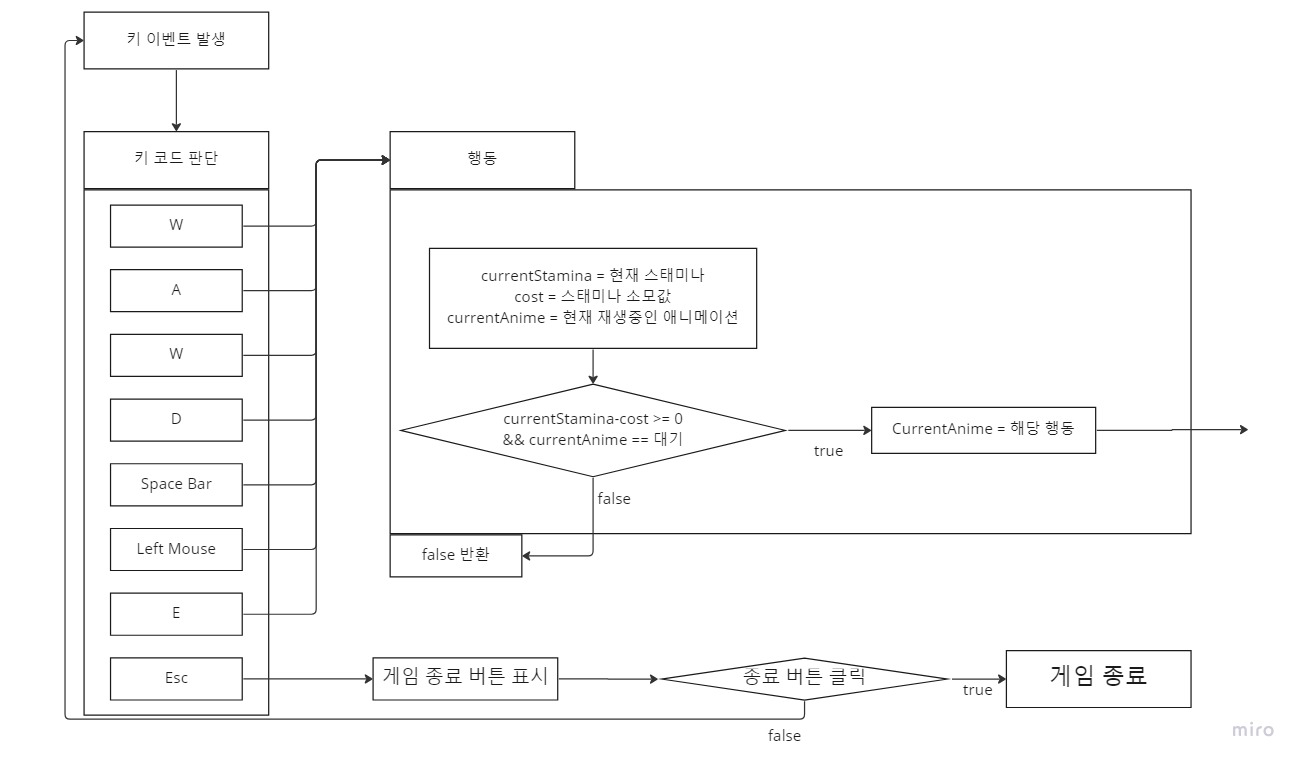 키 이벤트 발생
키 코드 판단
W
A
W
D
Space Bar
Left Mouse
E
Esc
행동
currentStamina = 현재 스태미나
cost = 스태미나 소모값
currentAnime = 현재 재생중인 애니메이션
currentStamina-cost >= 0
&& currentAnime == 대기
true
CurrentAnime = 해당 행동
false
false 반환
게임 종료 버튼 표시
종료 버튼 클릭
true
게임 종료
false
miro